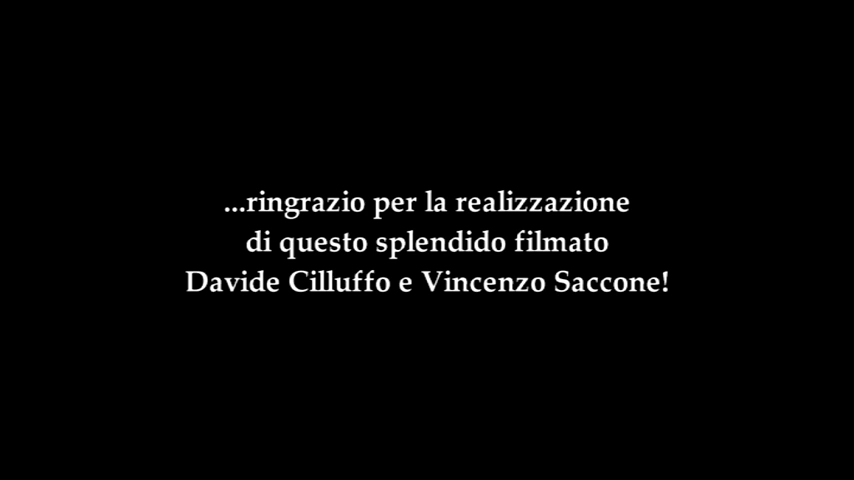 ...ringrazio per la realizzazione
di questo splendido filmato
Davide Cilluffo e Vincenzo Saccone!